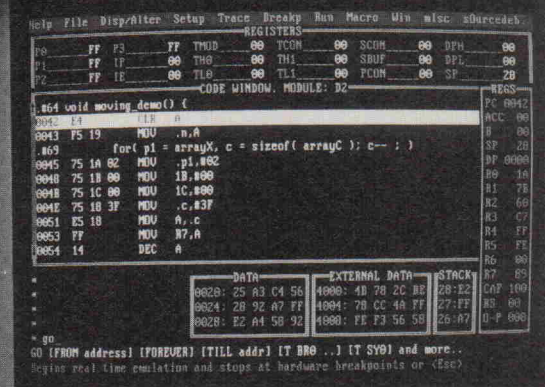 Help File Disp/Alter Setup Trace Breakp Run Macro Win misc sOurcedeb.
REGISTERS
P0 FF P3 FF TMOD 00 TCON 00 SCON 00 DPH 00
P1 FF IP 00 TH0 00 TH1 00 SBUF 00 DPL 00
P2 FF IE 00 TL0 00 TL1 00 PCON 00 SP 28
CODE WINDOW. MODULE: D2
REGS
.#64 void moving_demo() {
0042 E4 CLR A
0043 F5 19 MOV .n,A
.#69 for( p1 = arrayX, c = sizeof( arrayC ); c-- ; )
0045 75 1A 02 MOV .p1,#02
0048 75 1B 00 MOV 1B,#00
004B 75 1C 00 MOV 1C,#00
004E 75 18 3F MOV .c,#3F
0051 E5 18 MOV A,.c
0053 FF MOV R7,A
0054 14 DEC A
PC 0042
ACC 00
B 00
SP 28
DP 0000
R0 1A
R1 7B
R2 60
R3 C7
R4 FF
R5 FE
R6 00
R7 89
CAF 100
RS 00
O-P 000
DATA
0020: 25 A3 C4 56
0024: 28 92 A7 FF
0028: E2 A4 58 92
EXTERNAL DATA
4000: 4D 78 2C BE
4004: 78 CC 4A FF
4008: FE F3 56 58
STACK
28:E2
27:FF
26:A7
*
*
*
*
* go_
GO [FROM address] [FOREVER] [TILL addr] [T BR0 ..] [T SY0] and more..
Begins real time emulation and stops at hardware breakpoints or <Esc>